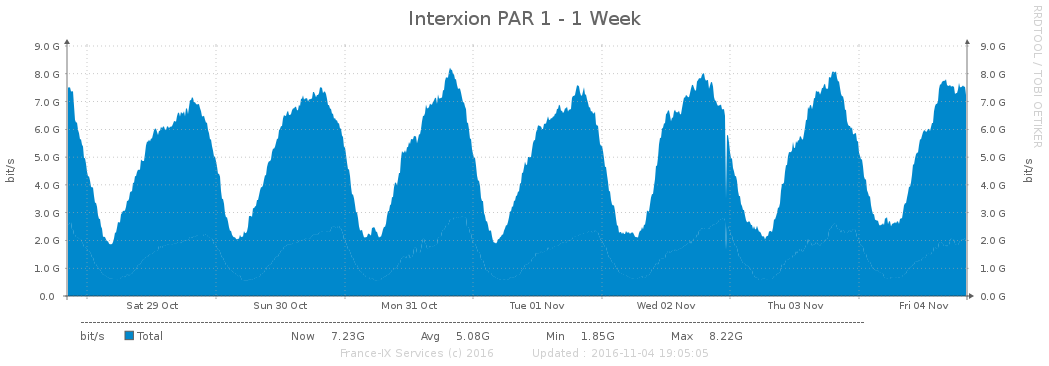 Interxion PAR 1 - 1 Week
RRDTOOL / TOBI OETIKER
9.0 G 9.0 G
8.0 G 8.0 G
7.0 G 7.0 G
6.0 G 6.0 G
5.0 G 5.0 G
4.0 G 4.0 G
3.0 G 3.0 G
2.0 G 2.0 G
1.0 G 1.0 G
0.0 0.0 G
bit/s bit/s
Sat 29 Oct Sun 30 Oct Mon 31 Oct Tue 01 Nov Wed 02 Nov Thu 03 Nov Fri 04 Nov
bit/s Total Now 7.23G Avg 5.08G Min 1.85G Max 8.22G
France-IX Services (c) 2016 Updated : 2016-11-04 19:05:05